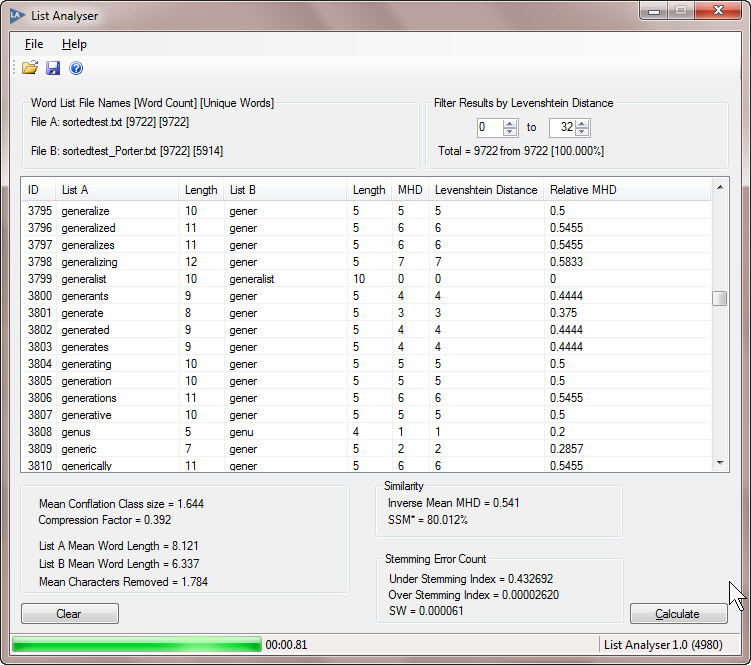 LA List Analyser
File Help
Word List File Names [Word Count] [Unique Words]
File A: sortedtest.txt [9722] [9722]
File B: sortedtest_Porter.txt [9722] [5914]
Filter Results by Levenshtein Distance
0 to 32
Total = 9722 from 9722 [100.000%]
ID List A Length List B Length MHD Levenshtein Distance Relative MHD
3795 generalize 10 gener 5 5 5 0.5
3796 generalized 11 gener 5 6 6 0.5455
3797 generalizes 11 gener 5 6 6 0.5455
3798 generalizing 12 gener 5 7 7 0.5833
3799 generalist 10 generalist 10 0 0 0
3800 generants 9 gener 5 4 4 0.4444
3801 generate 8 gener 5 3 3 0.375
3802 generated 9 gener 5 4 4 0.4444
3803 generates 9 gener 5 4 4 0.4444
3804 generating 10 gener 5 5 5 0.5
3805 generation 10 gener 5 5 5 0.5
3806 generations 11 gener 5 6 6 0.5455
3807 generative 10 gener 5 5 5 0.5
3808 genus 5 genu 4 1 1 0.2
3809 generic 7 gener 5 2 2 0.2857
3810 generically 11 gener 5 6 6 0.5455
Mean Conflation Class size = 1.644
Compression Factor = 0.392
List A Mean Word Length = 8.121
List B Mean Word Length = 6.337
Mean Characters Removed = 1.784
Similarity
Inverse Mean MHD = 0.541
SSM* = 80.012%
Stemming Error Count
Under Stemming Index = 0.432692
Over Stemming Index = 0.00002620
SW = 0.000061
Clear
Calculate
00:00.81
List Analyser 1.0 (4980)